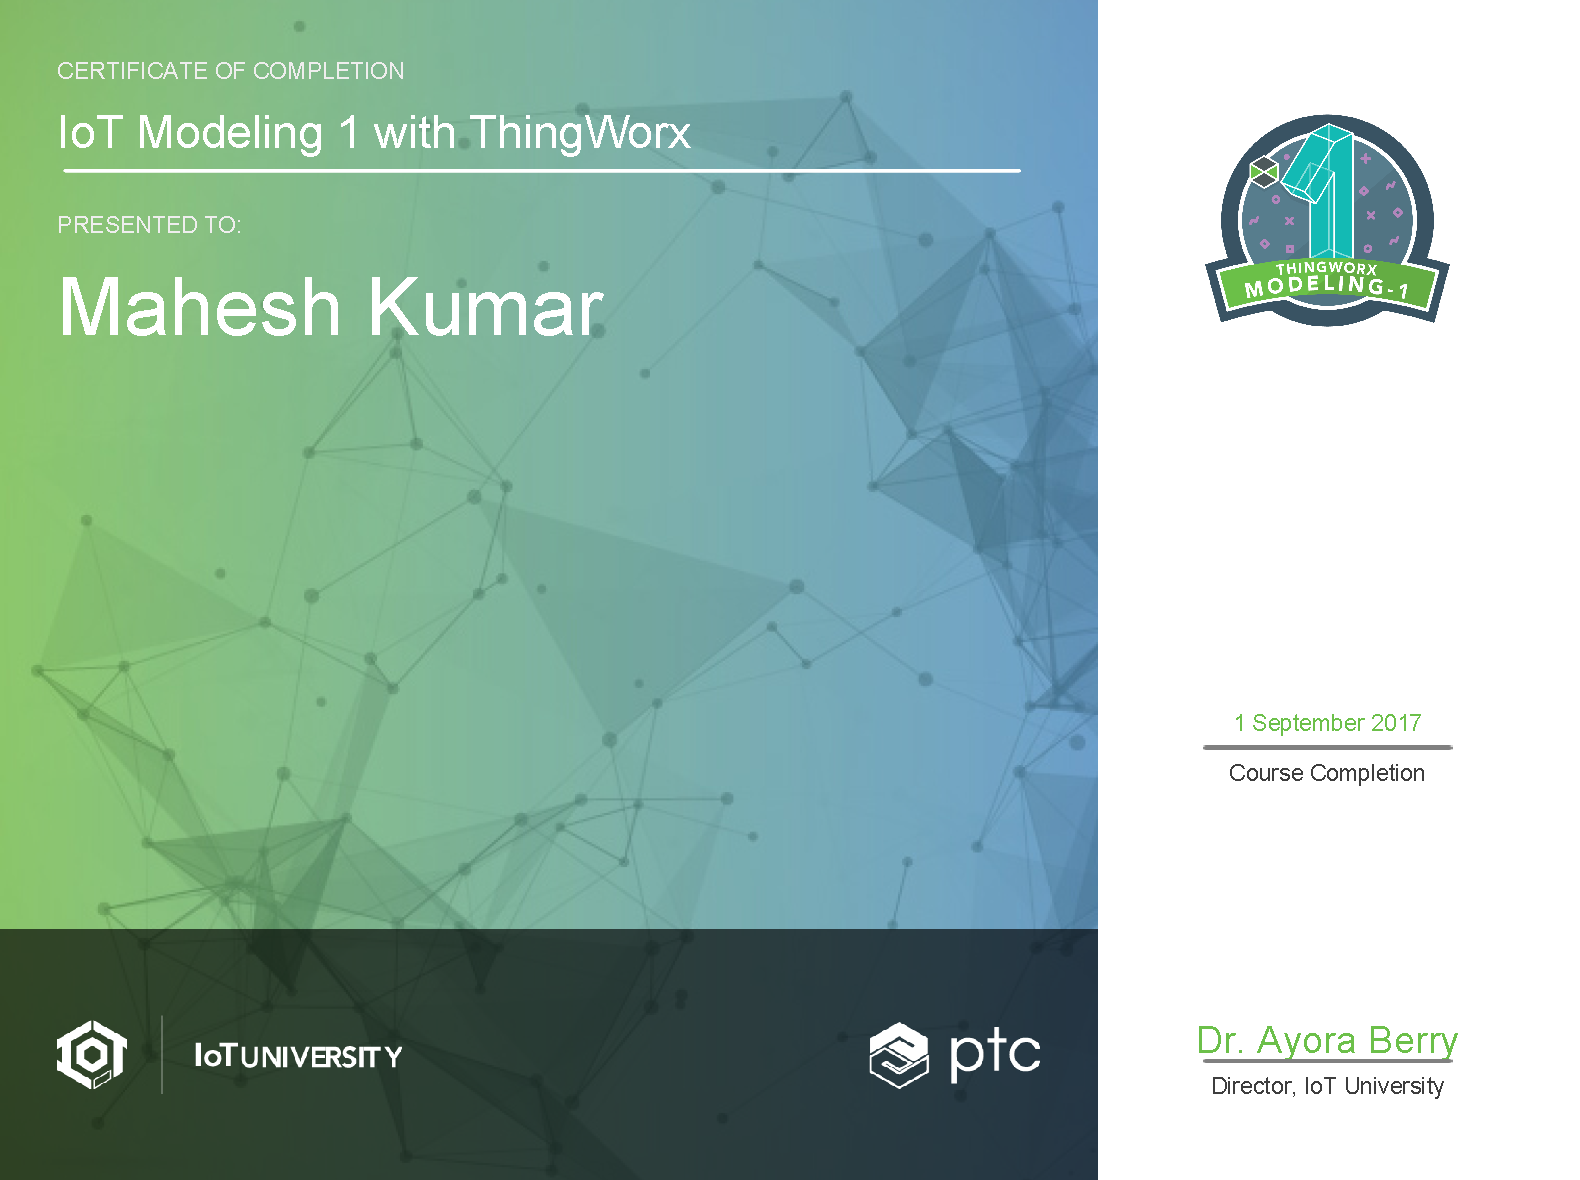 CERTIFICATE OF COMPLETION
IoT Modeling 1 with ThingWorx
PRESENTED TO:
Mahesh Kumar
THINGWORX
MODELING-1
1 September 2017
Course Completion
Dr. Ayora Berry
Director, IoT University
IOT
IoTUNIVERSITY
ptc